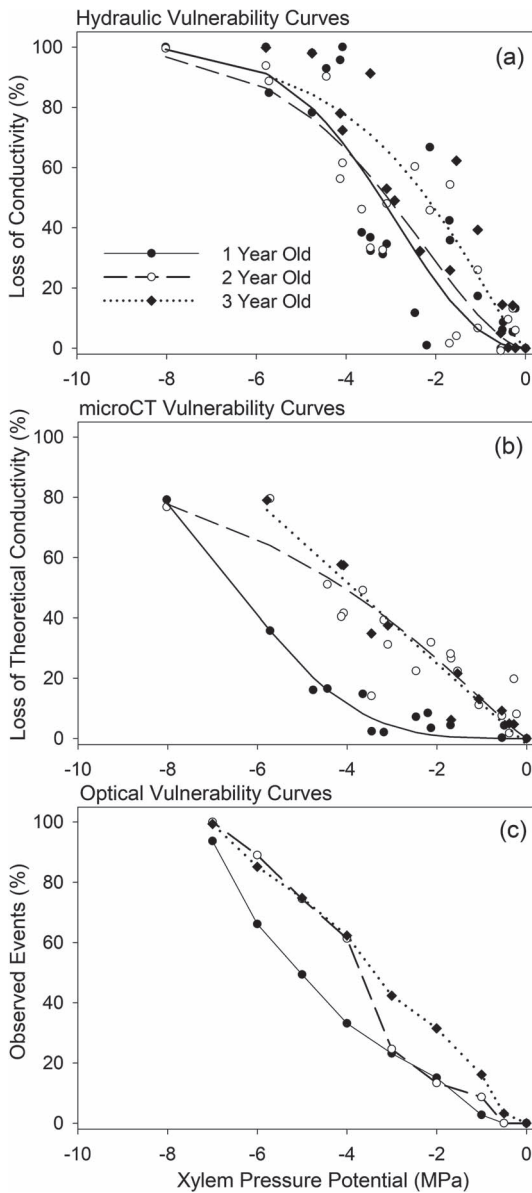 Hydraulic Vulnerability Curves
(a)
Loss of Conductivity (%)
100
80
60
40
20
0
1 Year Old
2 Year Old
3 Year Old
-10
-8
-6
-4
-2
0
microCT Vulnerability Curves
(b)
Loss of Theoretical Conductivity (%)
100
80
60
40
20
0
-10
-8
-6
-4
-2
0
Optical Vulnerability Curves
(c)
Observed Events (%)
100
80
60
40
20
0
-10
-8
-6
-4
-2
0
Xylem Pressure Potential (MPa)